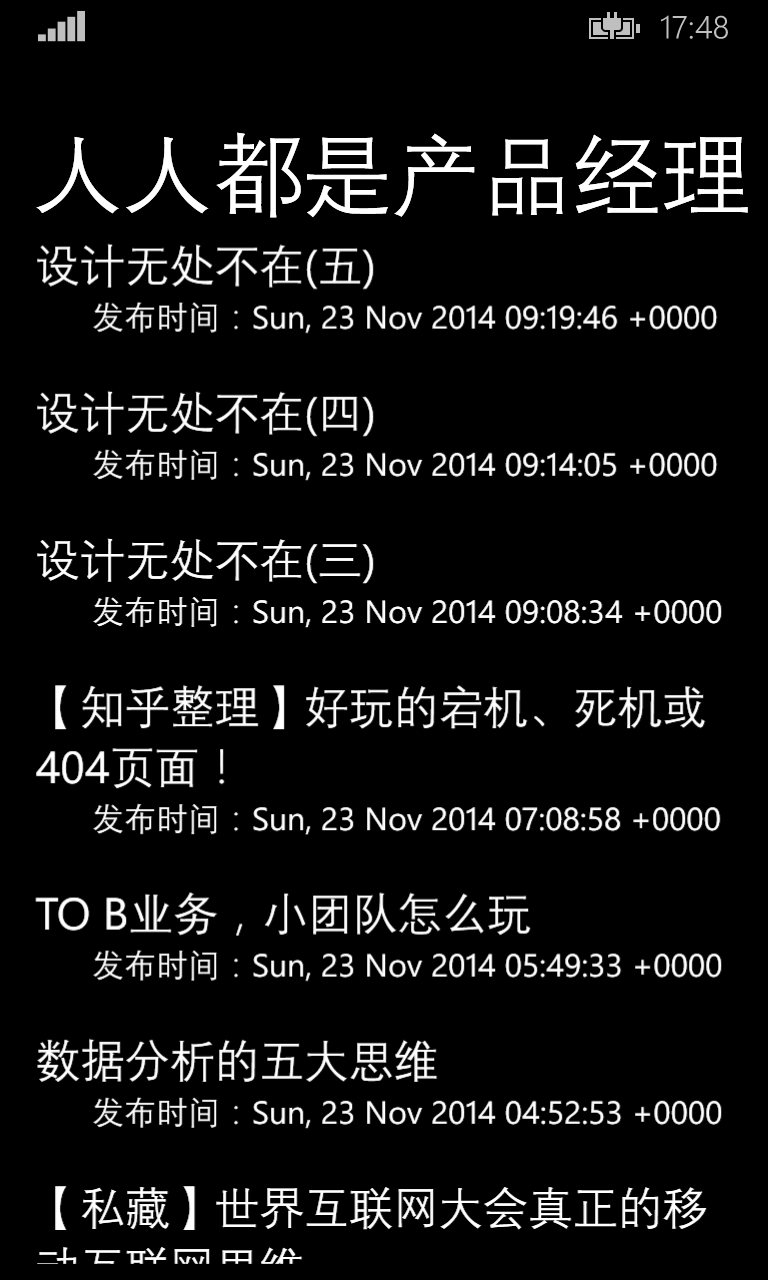 17:48
人人都是产品经理
设计无处不在(五)
发布时间：Sun, 23 Nov 2014 09:19:46 +0000
设计无处不在(四)
发布时间：Sun, 23 Nov 2014 09:14:05 +0000
设计无处不在(三)
发布时间：Sun, 23 Nov 2014 09:08:34 +0000
【知乎整理】好玩的宕机、死机或
404页面！
发布时间：Sun, 23 Nov 2014 07:08:58 +0000
TO B业务，小团队怎么玩
发布时间：Sun, 23 Nov 2014 05:49:33 +0000
数据分析的五大思维
发布时间：Sun, 23 Nov 2014 04:52:53 +0000
【私藏】世界互联网大会真正的移
动互联网思维